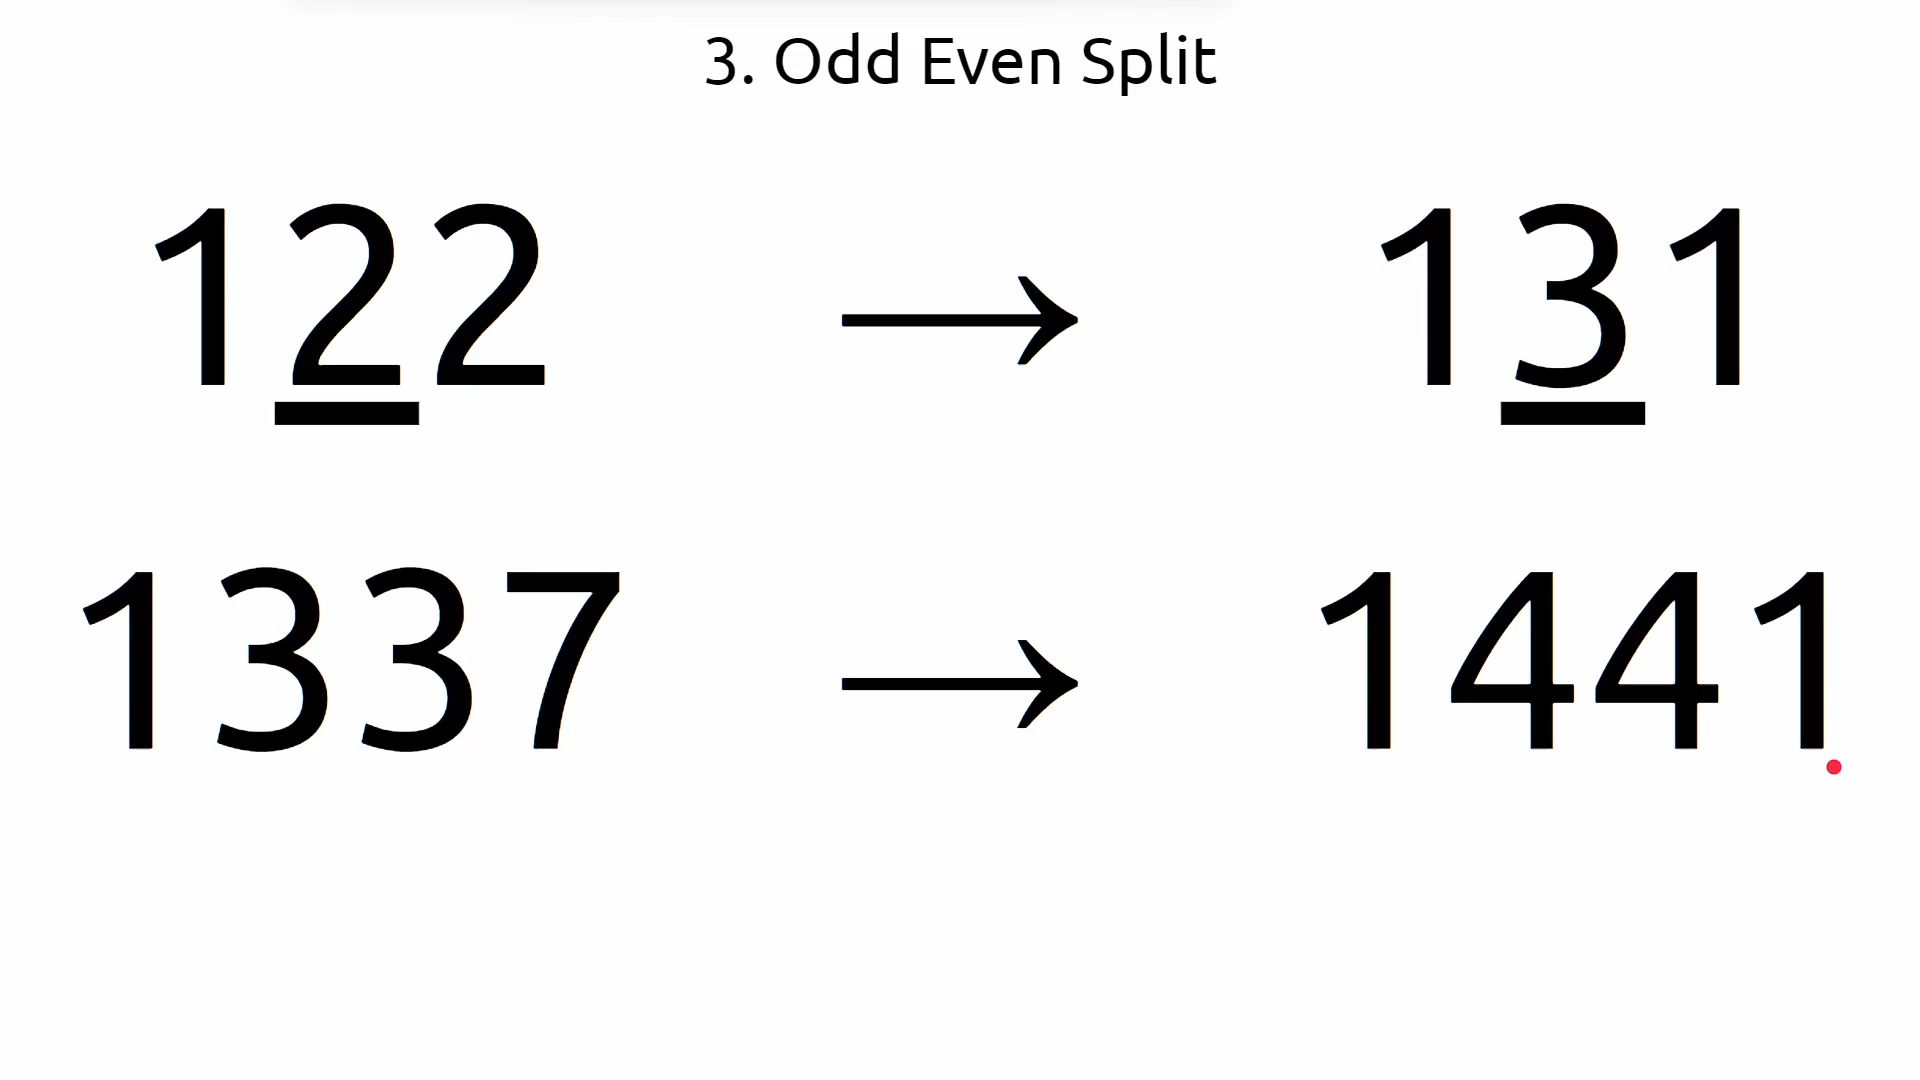 3. Odd Even Split
122 → 131
1337 → 1441